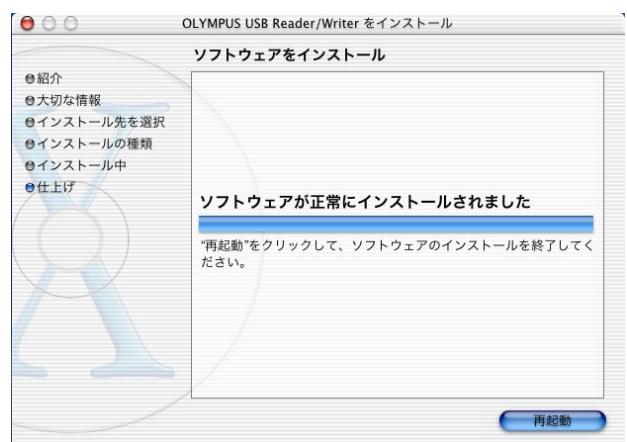 OLYMPUS USB Reader/Writer をインストール
ソフトウェアをインストール
紹介
大切な情報
インストール先を選択
インストールの種類
インストール中
仕上げ
ソフトウェアが正常にインストールされました
"再起動"をクリックして、ソフトウェアのインストールを終了してく
ださい。
再起動